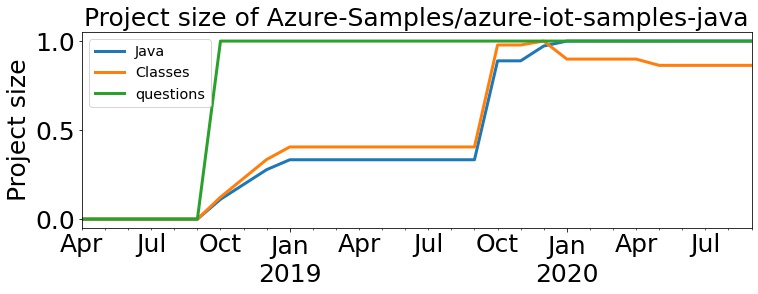 Project size of Azure-Samples/azure-iot-samples-java
Project size
1.0
0.5
0.0
Java
Classes
questions
Apr Jul Oct Jan Apr Jul Oct Jan Apr Jul
2019 2020